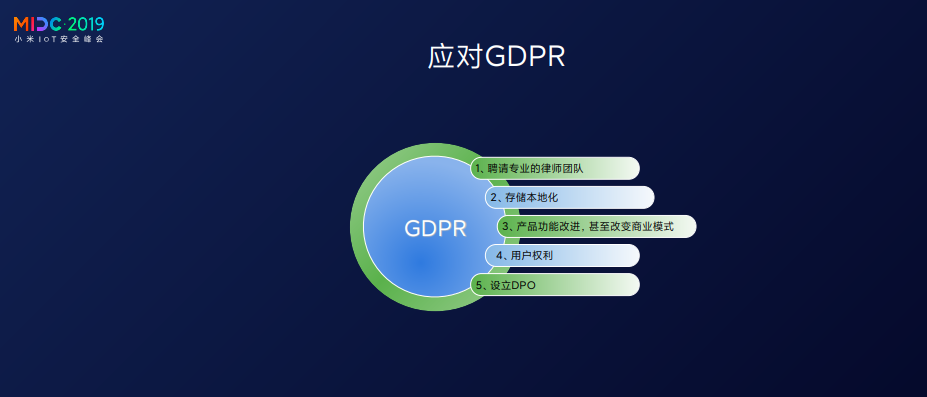 MIDC·2019
小米IOT安全峰会
应对GDPR
GDPR
1、聘请专业的律师团队
2、存储本地化
3、产品功能改进，甚至改变商业模式
4、用户权利
5、设立DPO